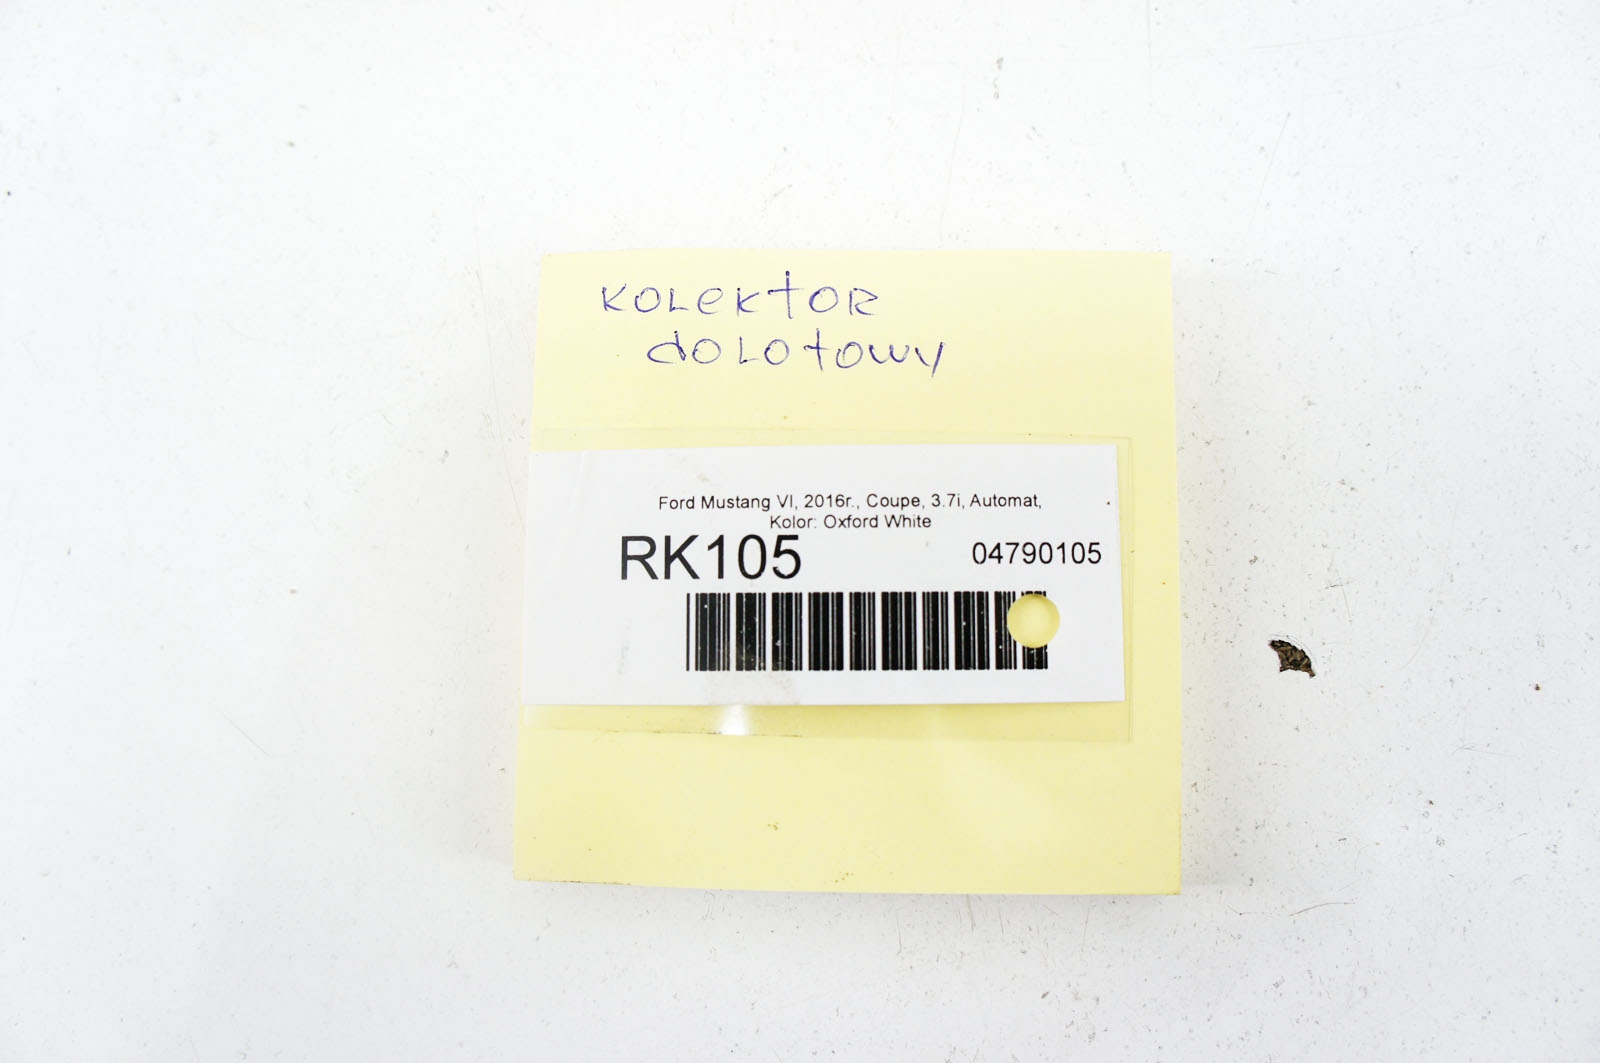 Kolektor
dolotowy
Ford Mustang VI, 2016r., Coupe, 3.7i, Automat,
Kolor: Oxford White
RK105 04790105